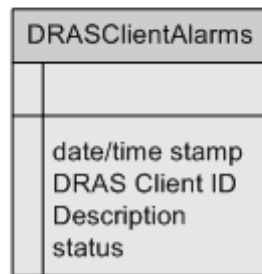 DRASClientAlarms
date/time stamp
DRAS Client ID
Description
status